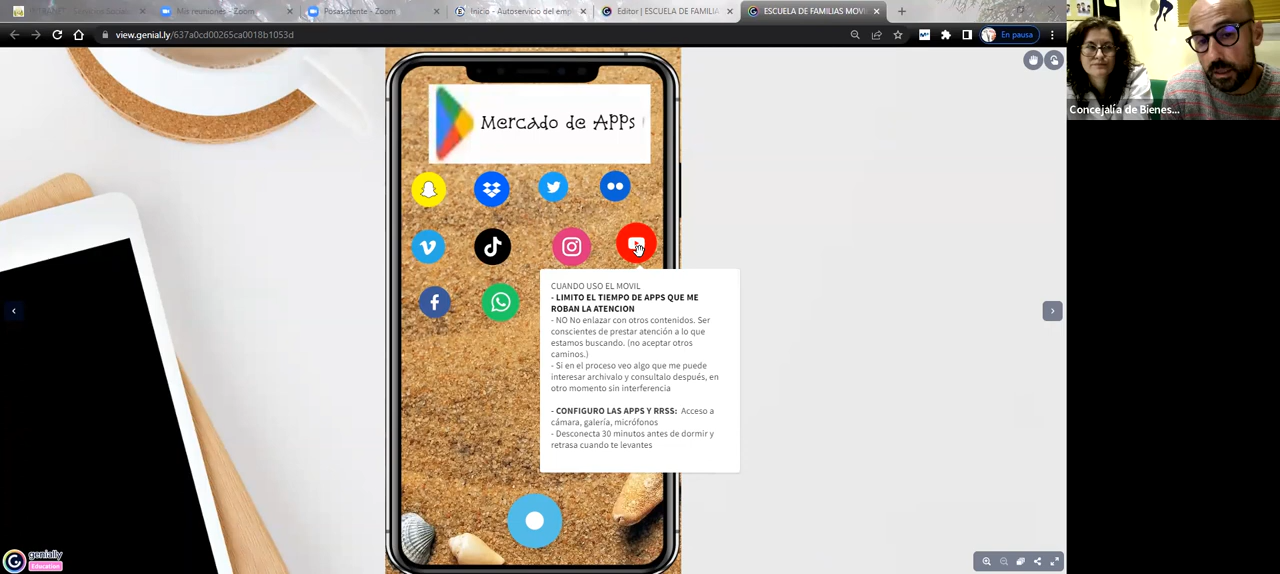 INTRANET - Servicios Sociales
Mis reuniones - Zoom
Posasistente - Zoom
Inicio - Autoservicio del emp
Editor | ESCUELA DE FAMILIA
ESCUELA DE FAMILIAS MOVI
view.genial.ly/637a0cd00265ca0018b1053d
En pausa
Concejalía de Bienes...
Mercado de Apps
CUANDO USO EL MOVIL
- LIMITO EL TIEMPO DE APPS QUE ME
ROBAN LA ATENCION
- NO No enlazar con otros contenidos. Ser
conscientes de prestar atención a lo que
estamos buscando. (no aceptar otros
caminos.)
- Si en el proceso veo algo que me puede
interesar archivalo y consultalo después, en
otro momento sin interferencia
- CONFIGURO LAS APPS Y RRSS: Acceso a
cámara, galería, micrófonos
- Desconecta 30 minutos antes de dormir y
retrasa cuando te levantes
genially
Education